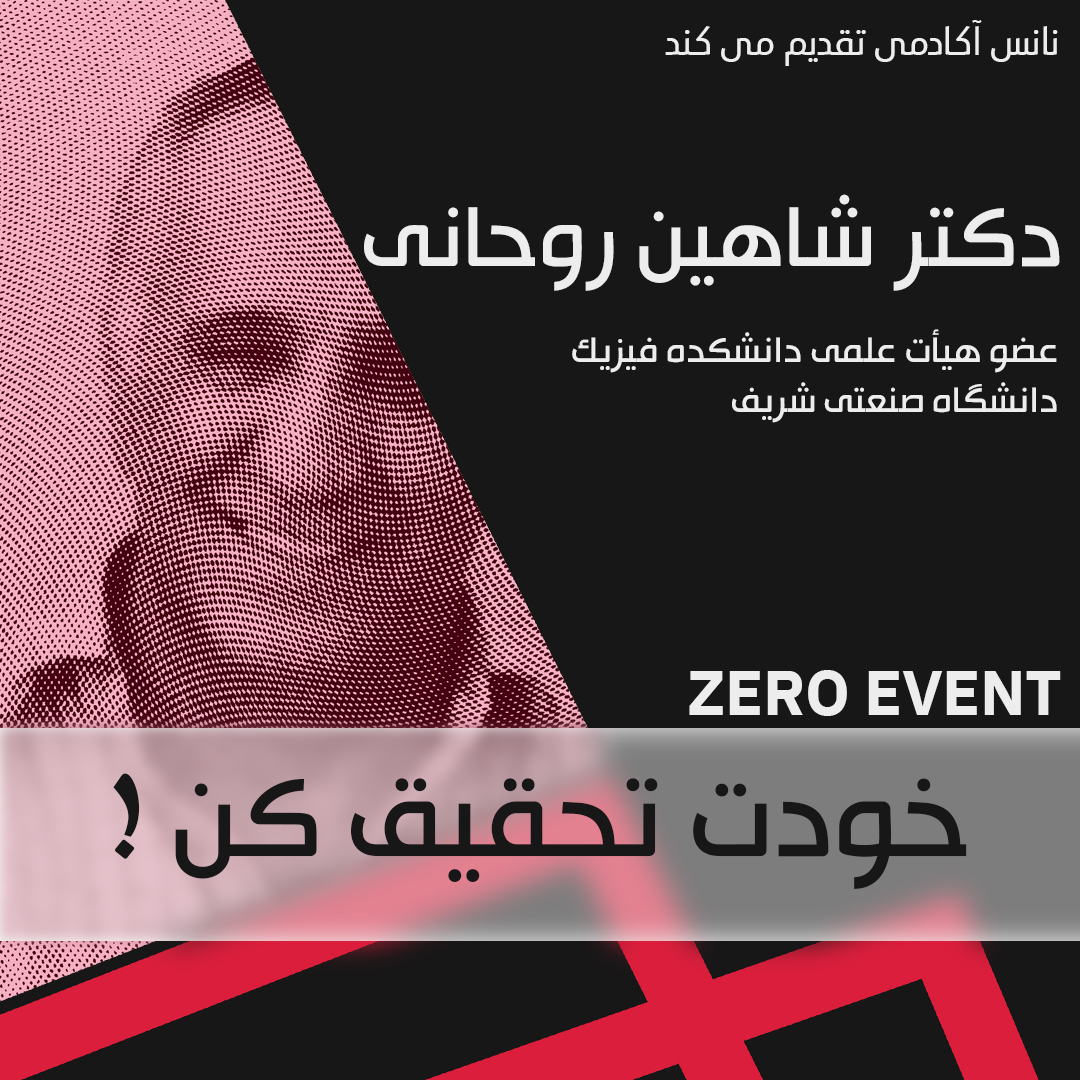 نانس آکادمی تقدیم می کند
دکتر شاهین روحانی
عضو هیأت علمی دانشکده فیزیك
دانشگاه صنعتی شریف
ZERO EVENT
خودت تحقیق کن !